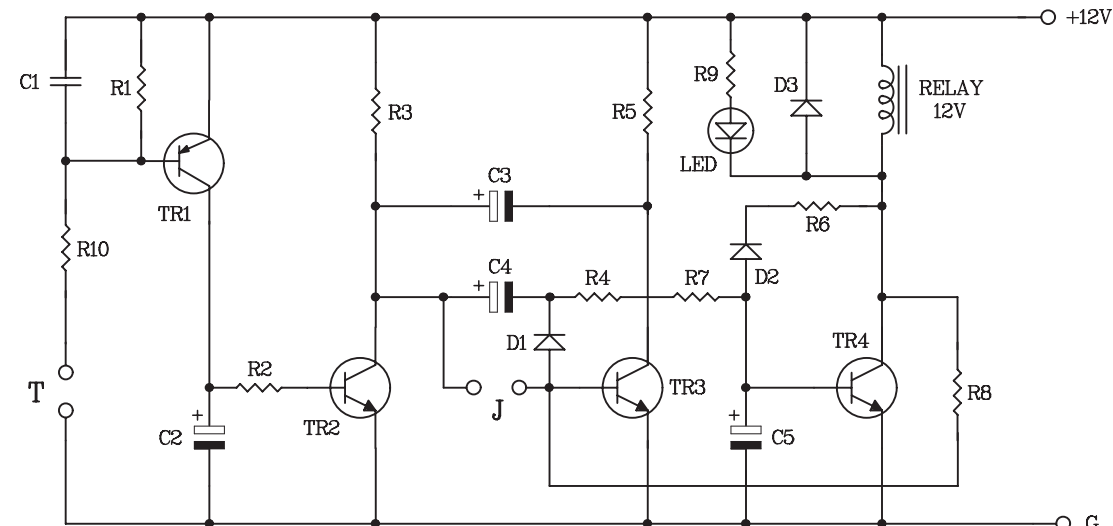 +12V
C1
R1
R3
R5
R9
D3
RELAY
12V
LED
C3
+
TR1
R10
R6
C4
+
R4
R7
D2
D1
TR4
T
R2
J
TR3
R8
+
C2
TR2
+
C5
G